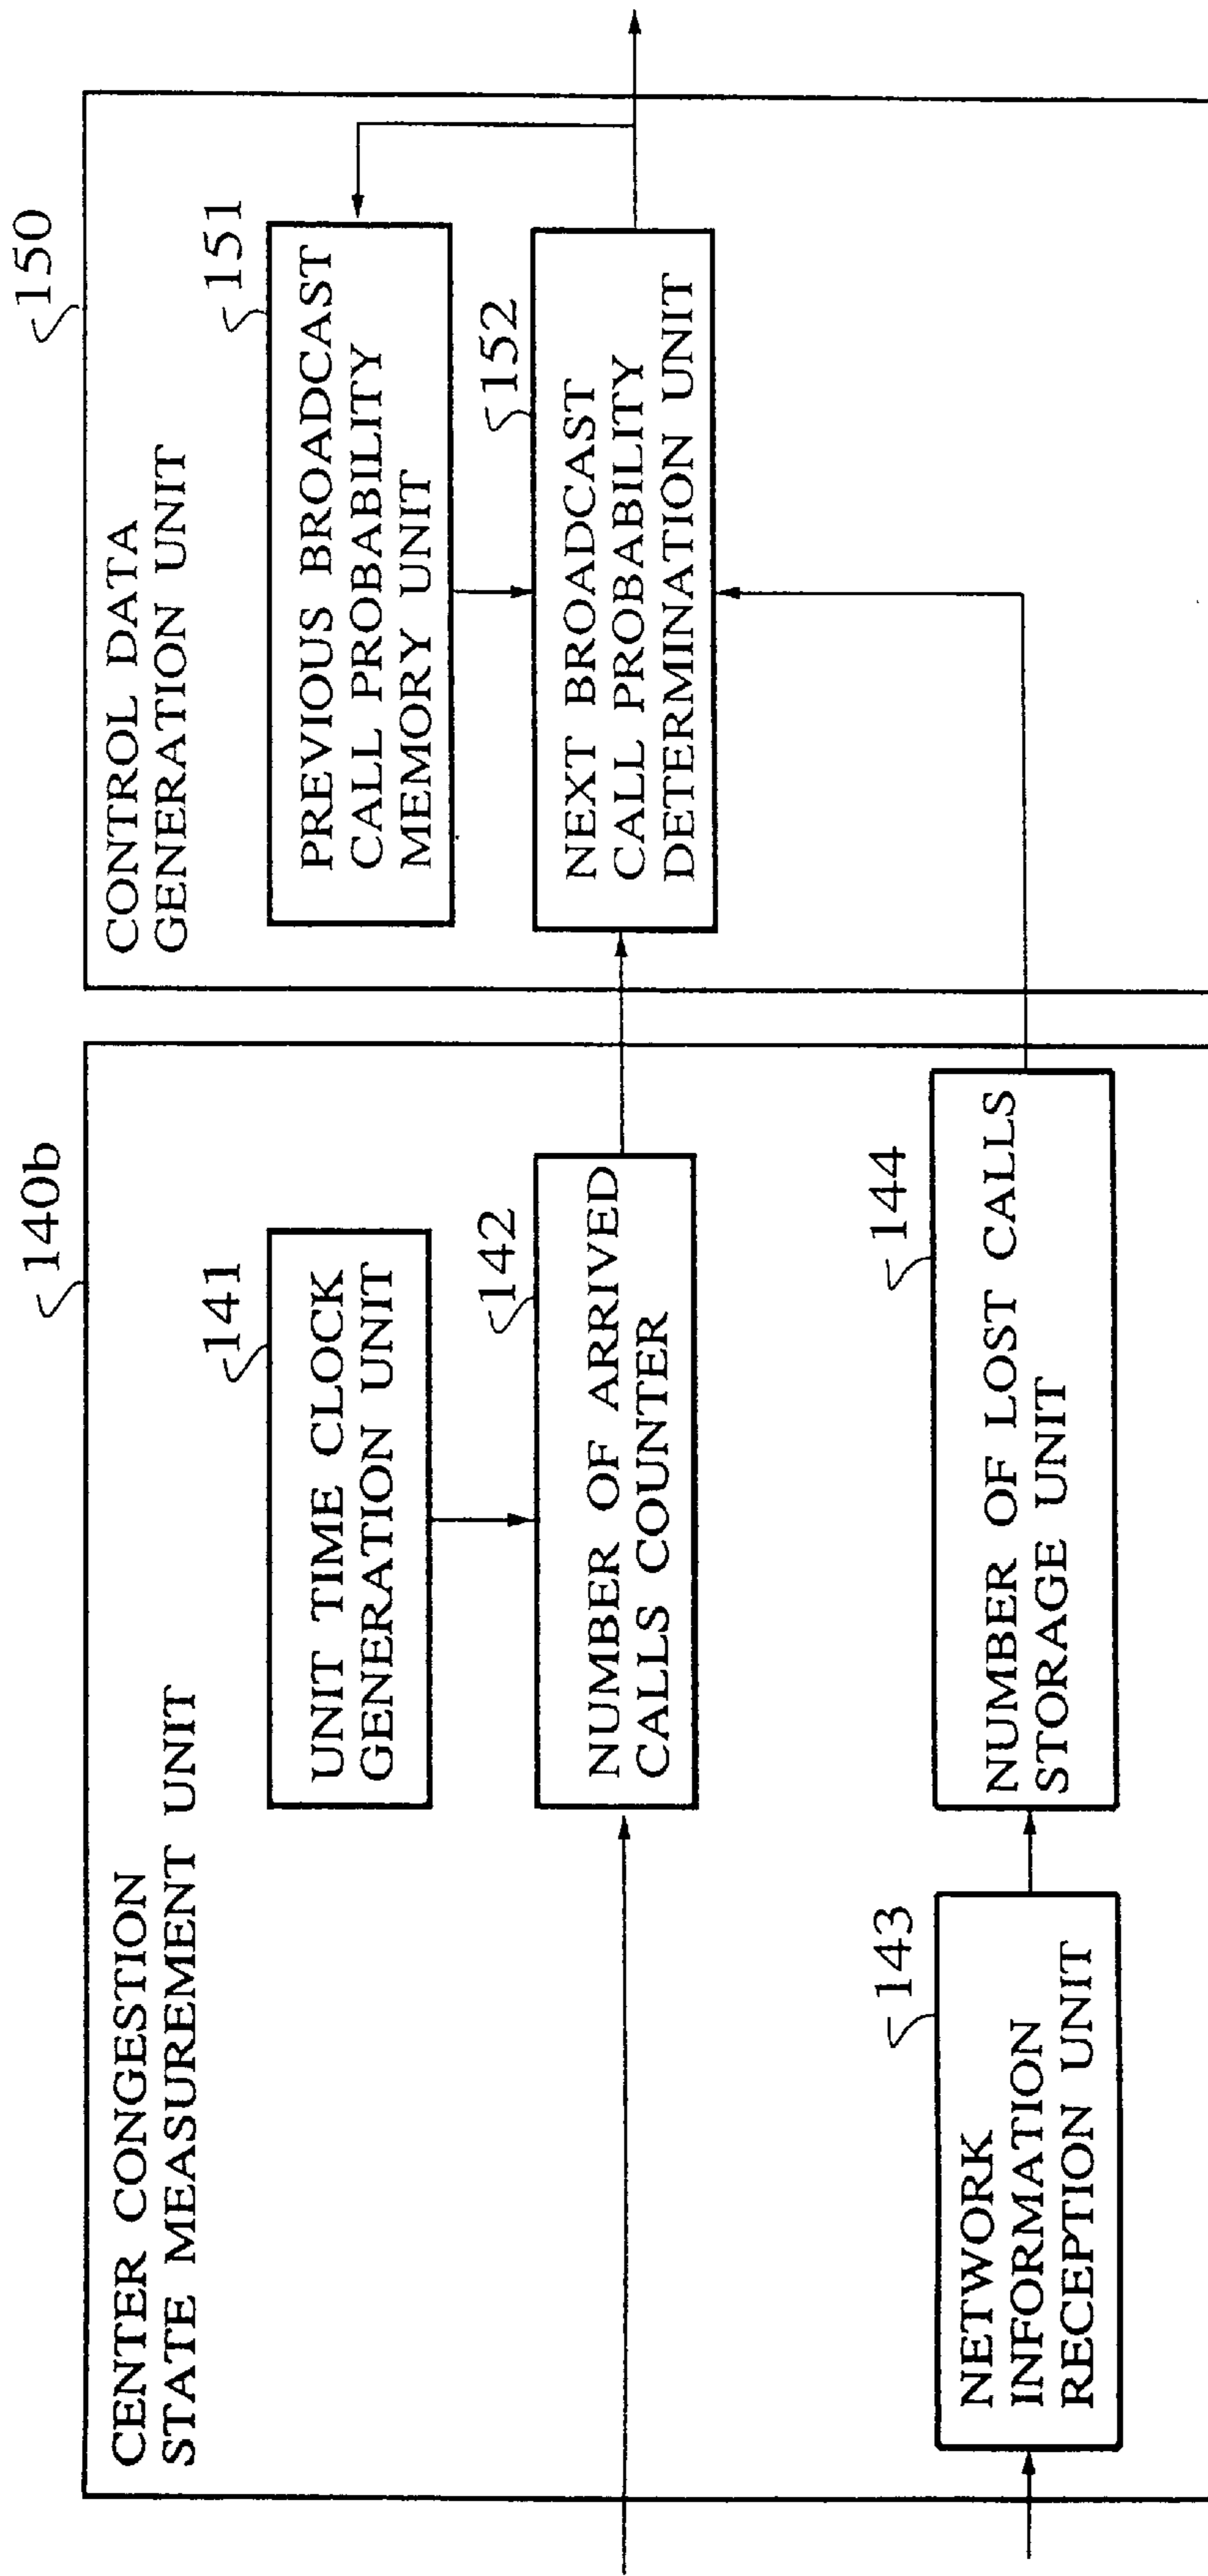 140b
CENTER CONGESTION
STATE MEASUREMENT UNIT
141
UNIT TIME CLOCK
GENERATION UNIT
142
NUMBER OF ARRIVED
CALLS COUNTER
143
NETWORK
INFORMATION
RECEPTION UNIT
144
NUMBER OF LOST CALLS
STORAGE UNIT
150
CONTROL DATA
GENERATION UNIT
151
PREVIOUS BROADCAST
CALL PROBABILITY
MEMORY UNIT
152
NEXT BROADCAST
CALL PROBABILITY
DETERMINATION UNIT